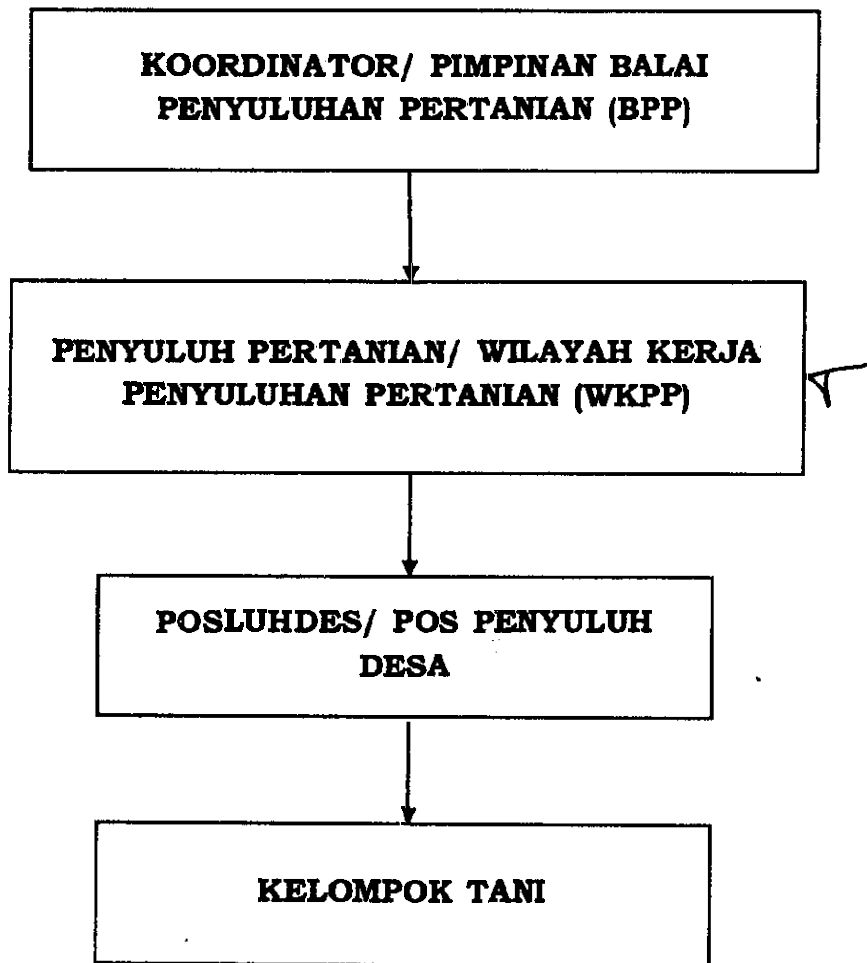 KOORDINATOR/ PIMPINAN BALAI
PENYULUHAN PERTANIAN (BPP)
PENYULUH PERTANIAN/ WILAYAH KERJA
PENYULUHAN PERTANIAN (WKPP)
POSLUHDES/ POS PENYULUH
DESA
KELOMPOK TANI